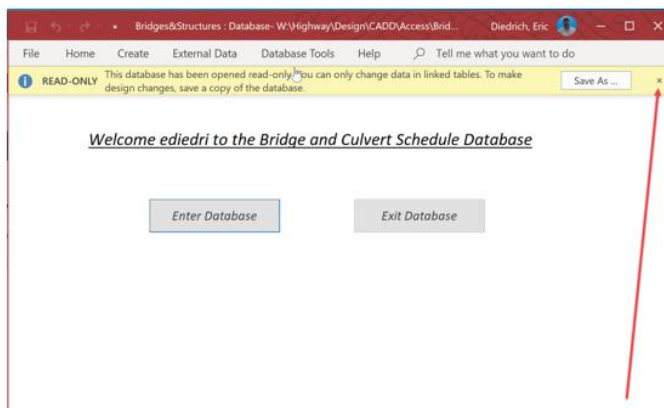 Bridges&Structures : Database- W:\Highway\Design\CADD\Access\Brid... Diedrich, Eric
File Home Create External Data Database Tools Help Tell me what you want to do
READ-ONLY This database has been opened read-only. You can only change data in linked tables. To make
design changes, save a copy of the database.
Save As ...
Welcome ediedri to the Bridge and Culvert Schedule Database
Enter Database Exit Database